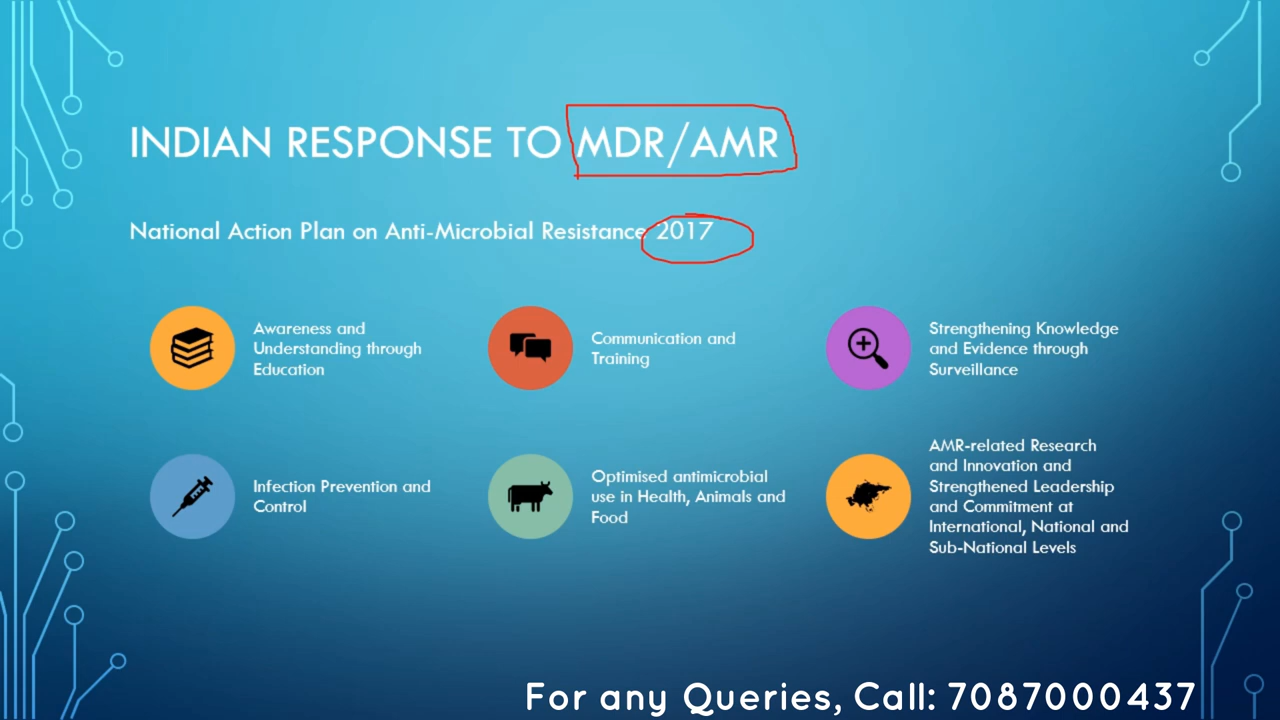 INDIAN RESPONSE TO MDR/AMR
National Action Plan on Anti-Microbial Resistance 2017
Awareness and
Understanding through
Education
Communication and
Training
Strengthening Knowledge
and Evidence through
Surveillance
Infection Prevention and
Control
Optimised antimicrobial
use in Health, Animals and
Food
AMR-related Research
and Innovation and
Strengthened Leadership
and Commitment at
International, National and
Sub-National Levels
For any Queries, Call: 7087000437